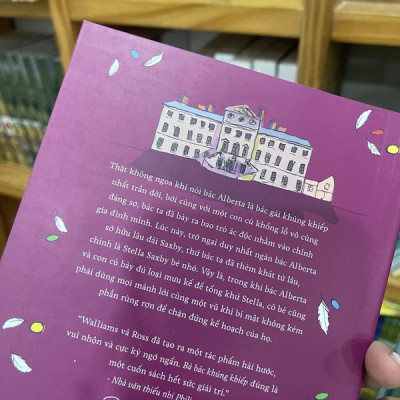 Thật không ngoa khi nói bác Alberta là bác gái khủng khiếp
nhất trần đời, bởi cùng với một con cú khổng lồ vô cùng
đáng sợ, bác ta đã bày ra bao trò ác độc nhằm vào chính
gia đình mình. Lúc này, trở ngại duy nhất ngăn bác Alberta
sở hữu lâu đài Saxby, thứ bác ta đã thèm khát từ lâu,
chính là Stella Saxby bé nhỏ. Vậy là, trong khi bác Alberta
và con cú bày đủ loại mưu kế để tống khứ Stella, cô bé cũng
phải dùng mọi mánh lới cùng một vũ khí bí mật không kém
phần rùng rợn để chặn đứng kế hoạch của họ.
"Walliams và Ross đã tạo ra một tác phẩm hài hước,
vui nhộn và cực kỳ ngớ ngẩn. Bà bác khủng khiếp đúng là
một cuốn sách hết sức giải trí."
- Nhà văn thiếu nhi